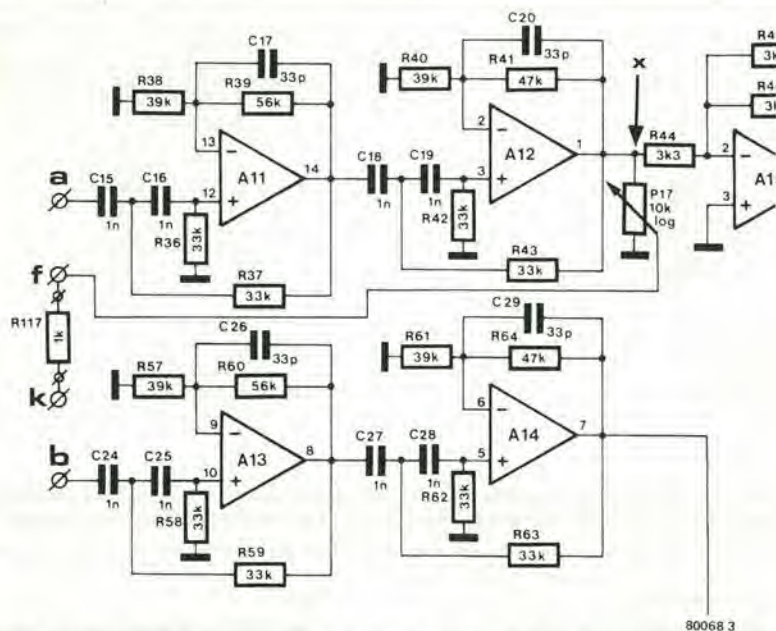 C17
33p
R38
39k
R39
56k
13
−
14
A11
12
+
a
C15
1n
C16
1n
R36
33k
R37
33k
C20
33p
R40
39k
R41
47k
2
−
1
A12
3
+
C18
1n
C19
1n
R42
33k
R43
33k
x
R44
3k3
P17
10k
log
2
−
3
+
f
R117
1k
k
C26
33p
R57
39k
R60
56k
9
−
8
A13
10
+
b
C24
1n
C25
1n
R58
33k
R59
33k
C29
33p
R61
39k
R64
47k
6
−
7
A14
5
+
C27
1n
C28
1n
R62
33k
R63
33k
80068 3